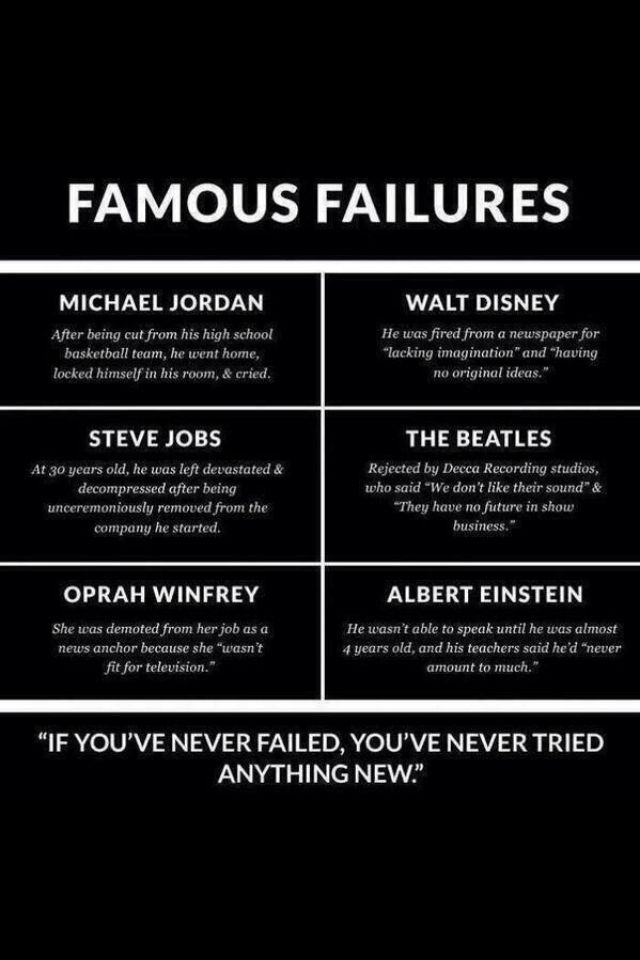 FAMOUS FAILURES
MICHAEL JORDAN
After being cut from his high school
basketball team, he went home,
locked himself in his room, & cried.
WALT DISNEY
He was fired from a newspaper for
"lacking imagination" and "having
no original ideas."
STEVE JOBS
At 30 years old, he was left devastated &
decompressed after being
unceremoniously removed from the
company he started.
THE BEATLES
Rejected by Decca Recording studios,
who said "We don't like their sound" &
"They have no future in show
business."
OPRAH WINFREY
She was demoted from her job as a
news anchor because she "wasn't
fit for television."
ALBERT EINSTEIN
He wasn't able to speak until he was almost
4 years old, and his teachers said he'd "never
amount to much."
"IF YOU'VE NEVER FAILED, YOU'VE NEVER TRIED
ANYTHING NEW."